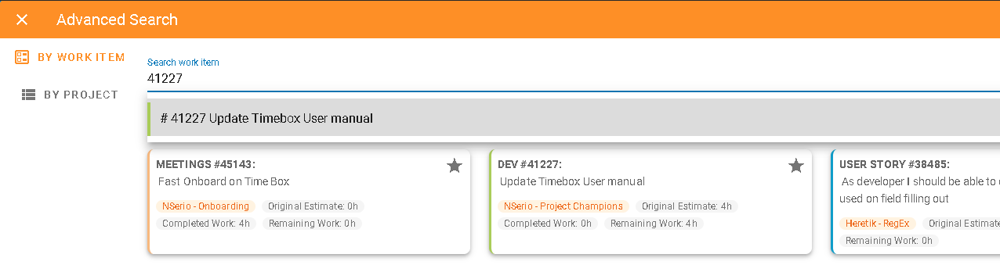 Advanced Search
BY WORK ITEM
BY PROJECT
Search work item
41227
# 41227 Update Timebox User manual
MEETINGS #45143:
Fast Onboard on Time Box
NSerio - Onboarding Original Estimate: 0h
Completed Work: 4h Remaining Work: 0h
DEV #41227:
Update Timebox User manual
NSerio - Project Champions Original Estimate: 4h
Completed Work: 0h Remaining Work: 4h
USER STORY #38485:
As developer I should be able to
used on field filling out
Heretik - RegEx Original Estimate
Remaining Work: 0h